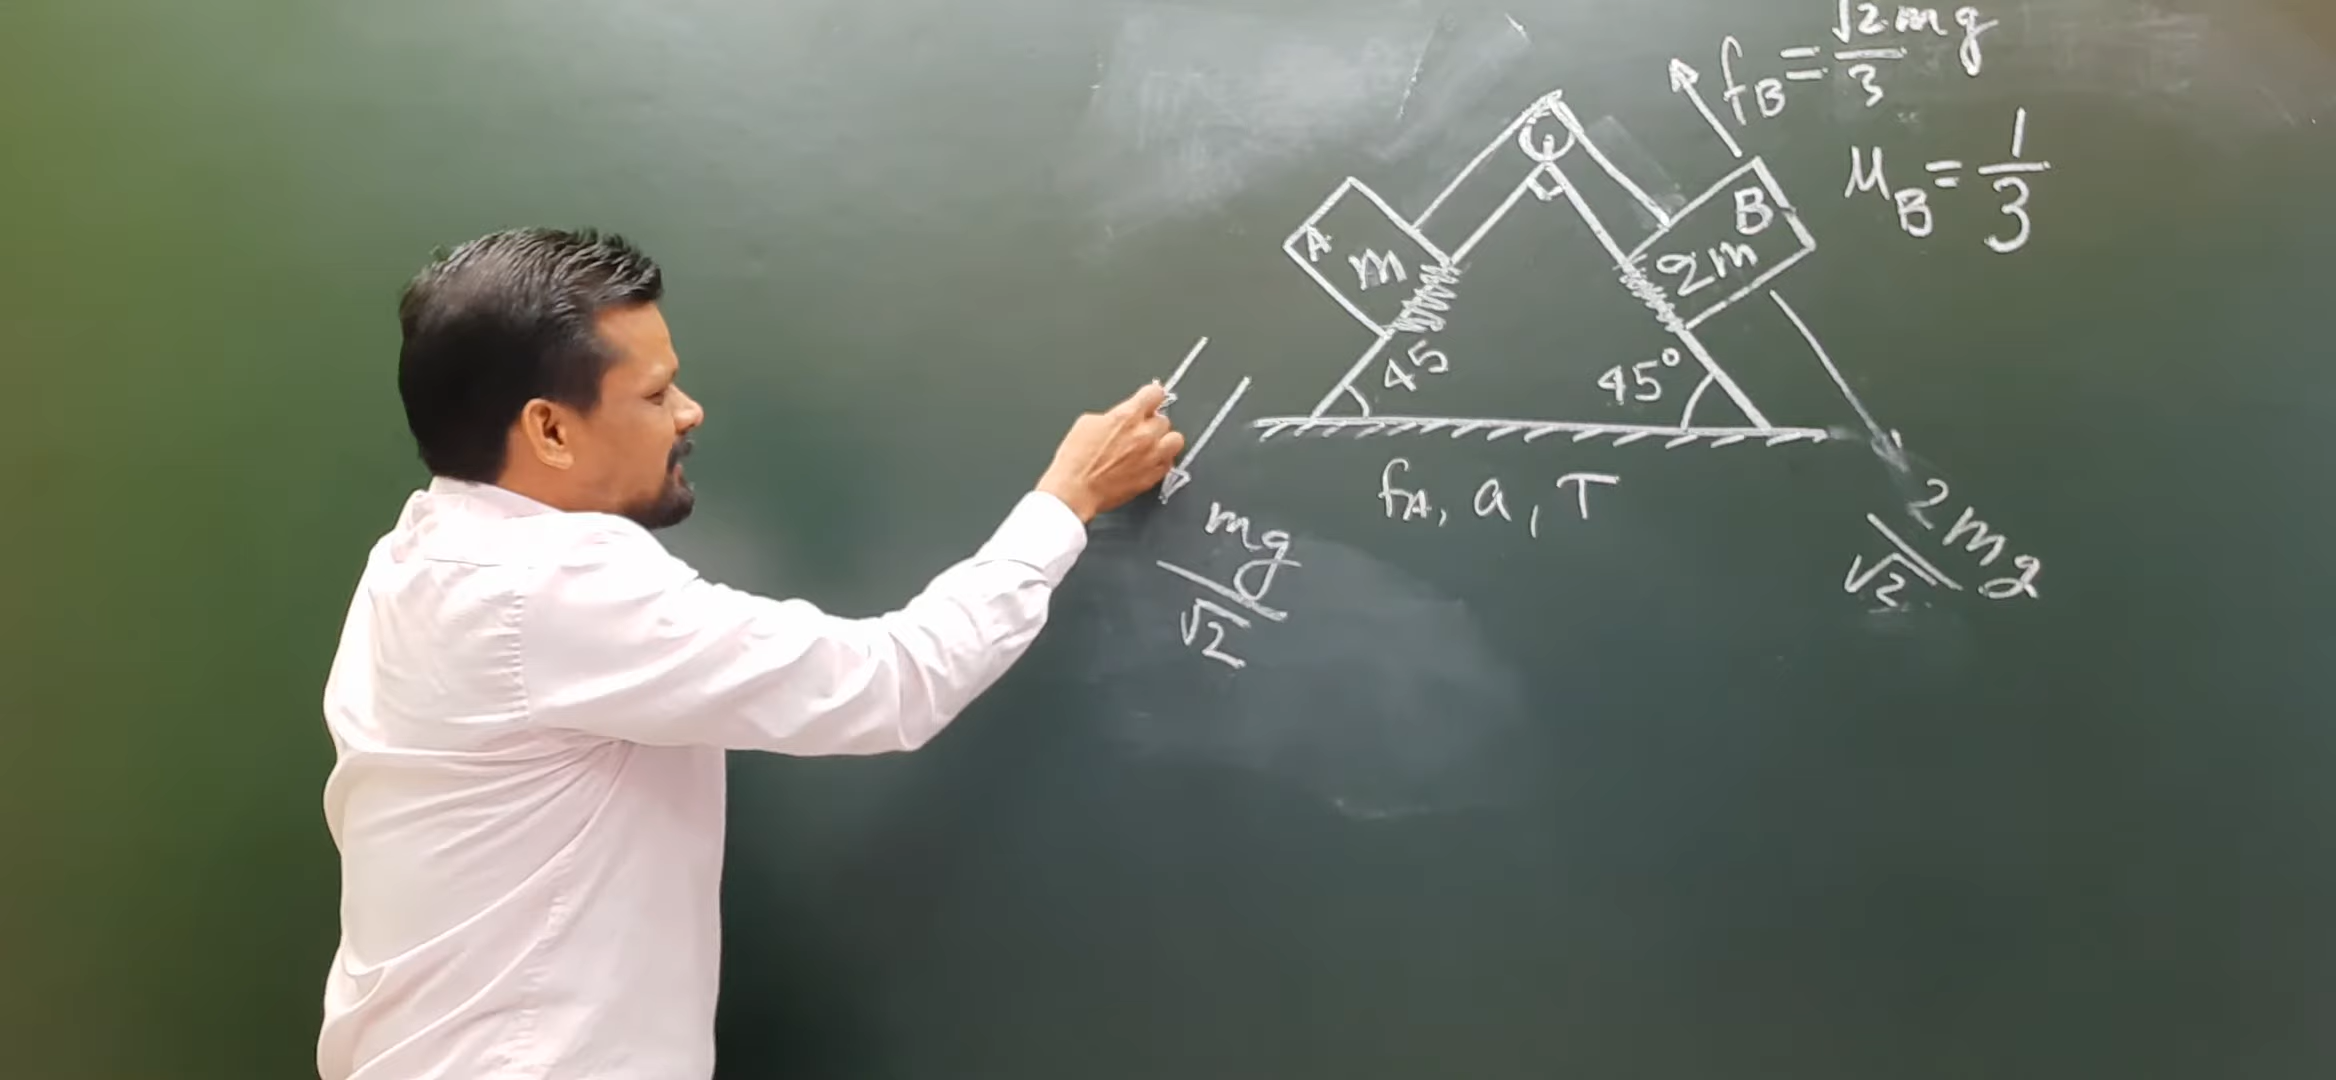 fB = √2 mg / 3
μB = 1/3
A
m
B
2m
45
45°
fA, a, T
mg/√2
2mg/√2